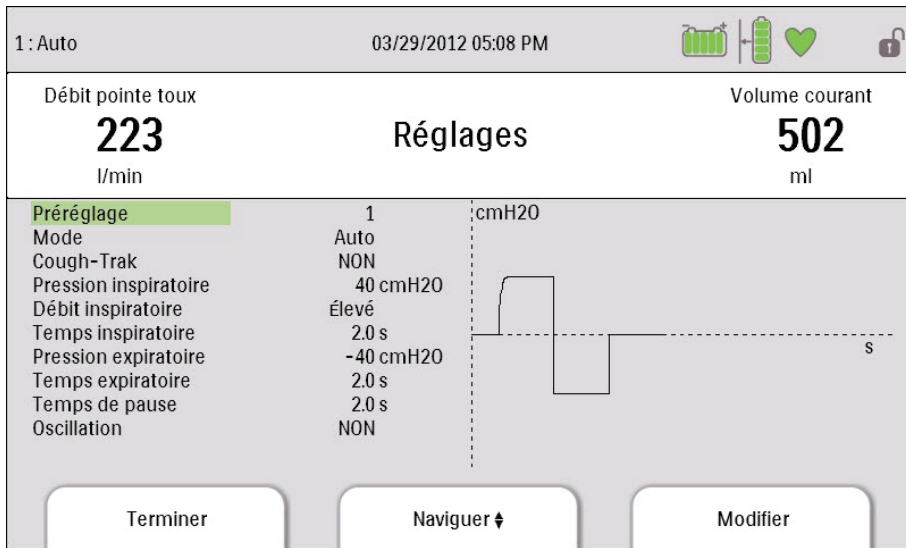 1 : Auto 03/29/2012 05:08 PM
Débit pointe toux
223
l/min
Réglages
Volume courant
502
ml
Préréglage 1
Mode Auto
Cough-Trak NON
Pression inspiratoire 40 cmH2O
Débit inspiratoire Élevé
Temps inspiratoire 2.0 s
Pression expiratoire -40 cmH2O
Temps expiratoire 2.0 s
Temps de pause 2.0 s
Oscillation NON
cmH2O
s
Terminer Naviguer Modifier